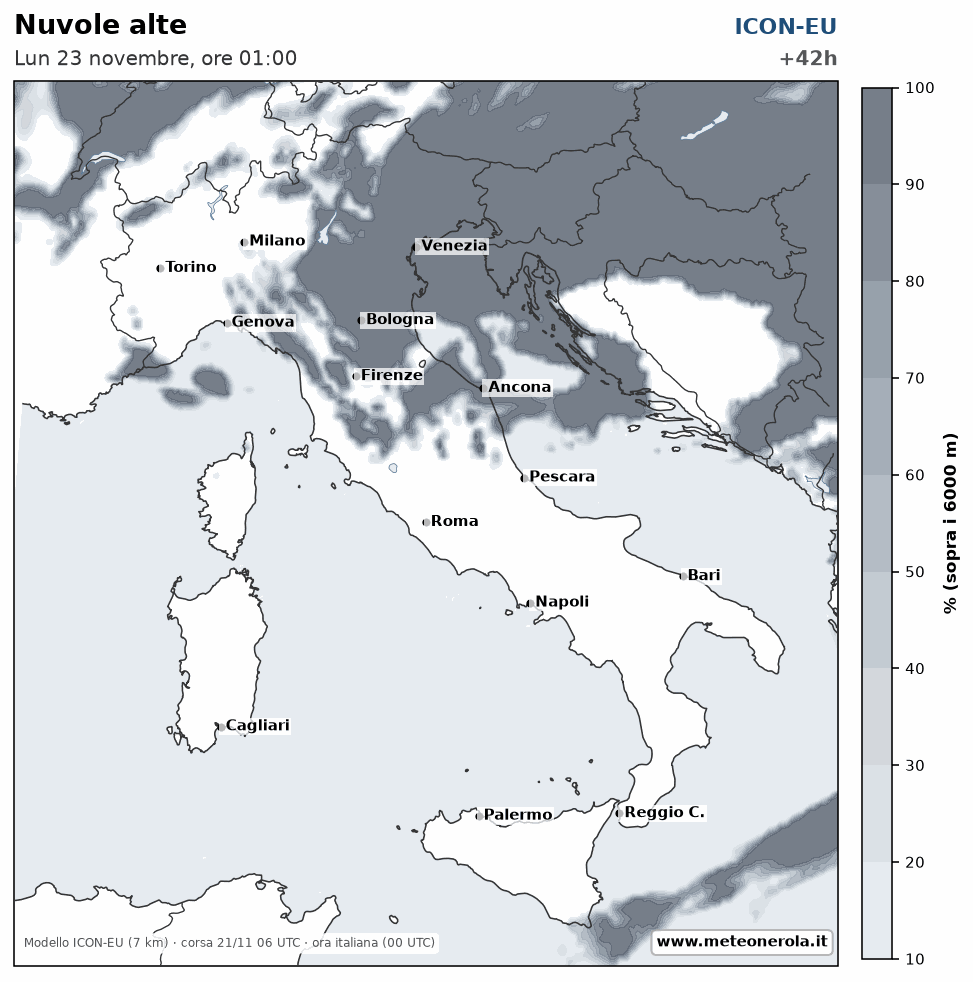 Nuvole alte
ICON-EU
Lun 23 novembre, ore 01:00
+42h
100
90
80
70
60
50
40
30
20
10
% (sopra i 6000 m)
Milano
Venezia
Torino
Genova
Bologna
Firenze
Ancona
Pescara
Roma
Bari
Napoli
Cagliari
Palermo
Reggio C.
Modello ICON-EU (7 km) · corsa 21/11 06 UTC · ora italiana (00 UTC)
www.meteonerola.it